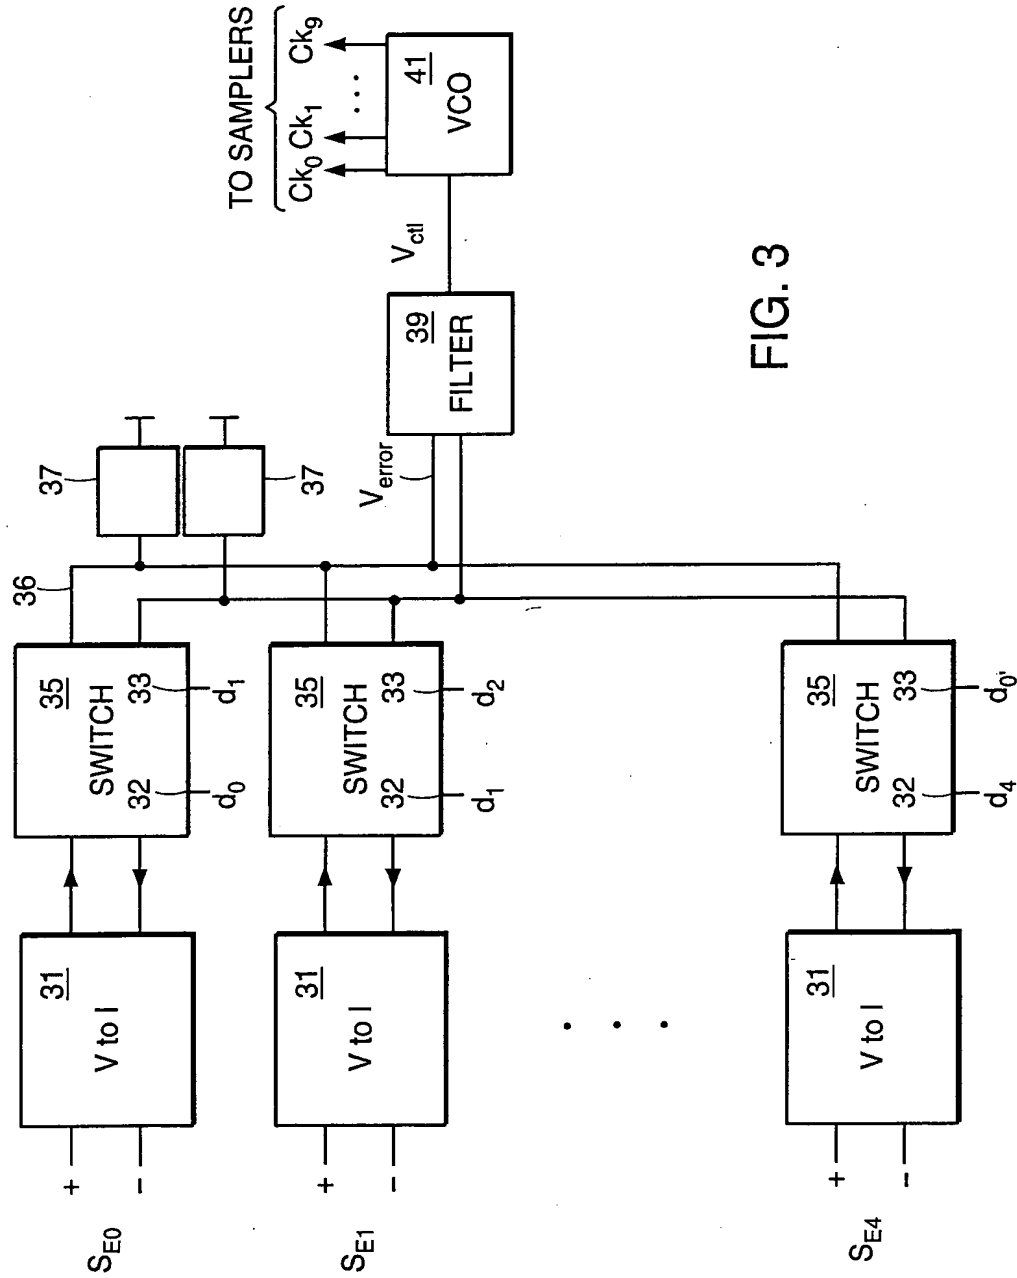 TO SAMPLERS
Ck0 Ck1 ... Ck9
41
VCO
Vctl
39
FILTER
Verror
37
37
36
SE0
+
−
31
V to I
35
SWITCH
32
33
d0
d1
SE1
+
−
31
V to I
35
SWITCH
32
33
d1
d2
. . .
SE4
+
−
31
V to I
35
SWITCH
32
33
d4
d0'
FIG. 3